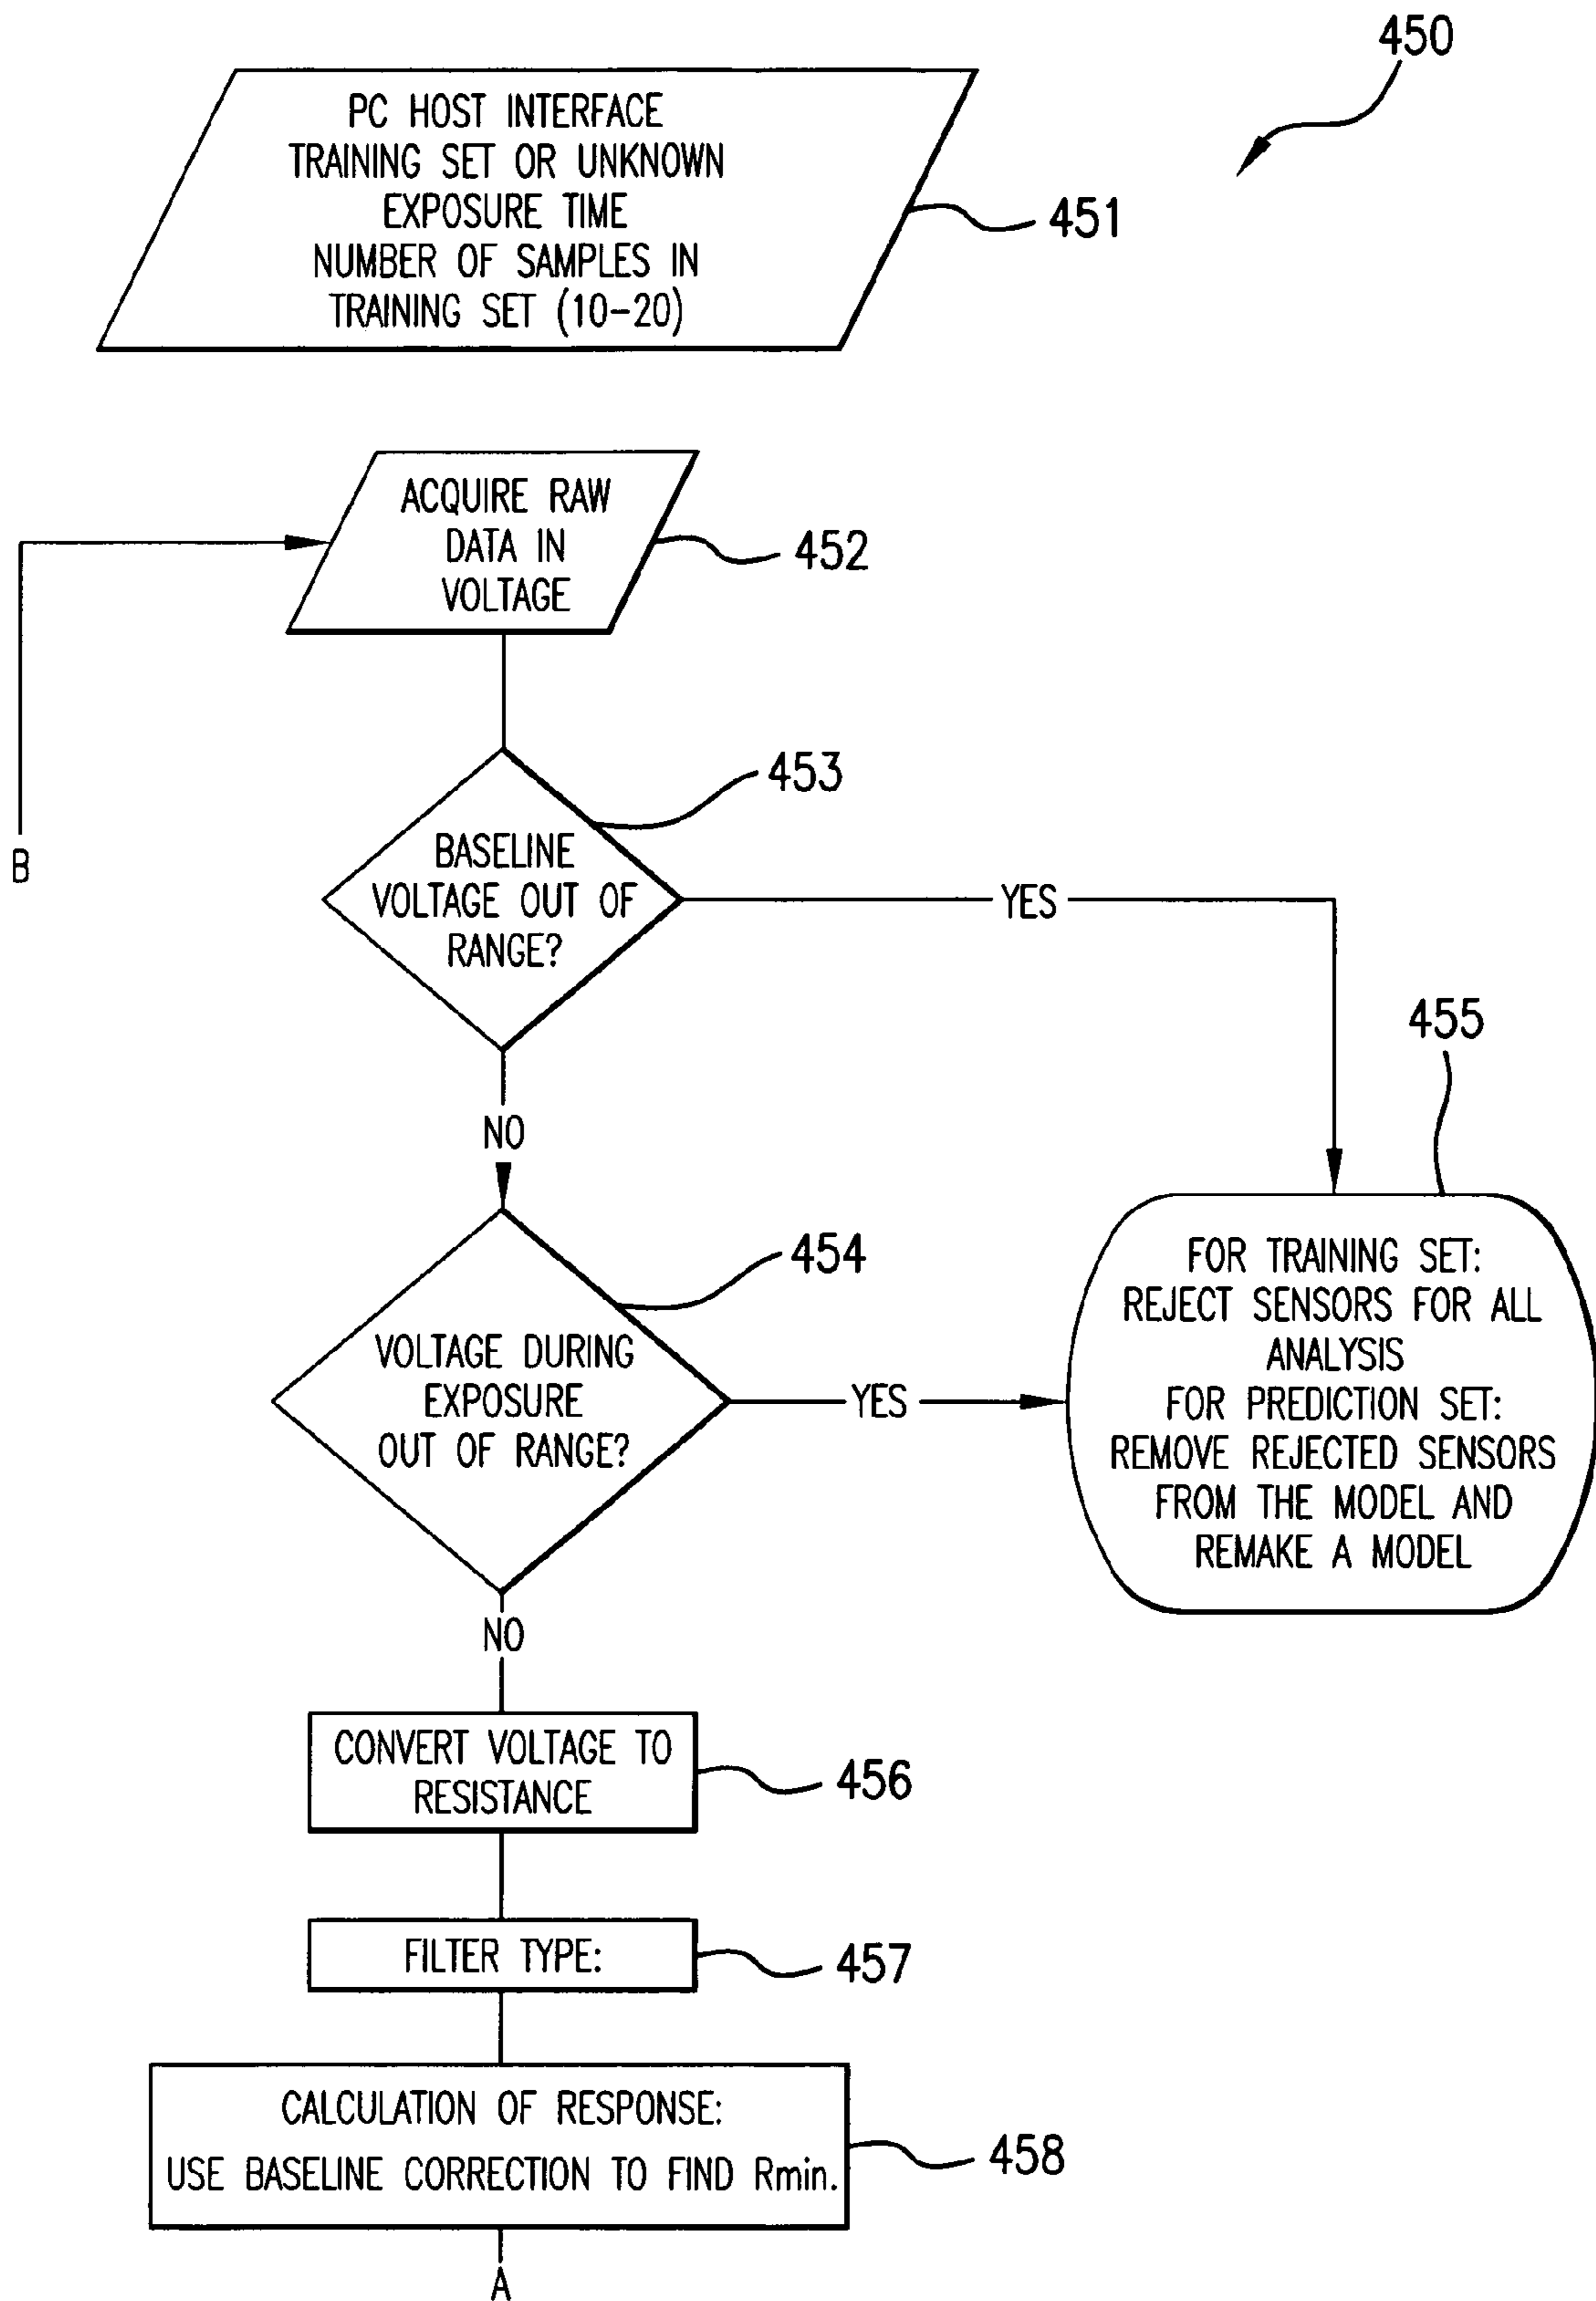 450
PC HOST INTERFACE
TRAINING SET OR UNKNOWN
EXPOSURE TIME
NUMBER OF SAMPLES IN
TRAINING SET (10-20)
451
ACQUIRE RAW
DATA IN
VOLTAGE
452
B
453
BASELINE
VOLTAGE OUT OF
RANGE?
YES
NO
455
454
VOLTAGE DURING
EXPOSURE
OUT OF RANGE?
YES
FOR TRAINING SET:
REJECT SENSORS FOR ALL
ANALYSIS
FOR PREDICTION SET:
REMOVE REJECTED SENSORS
FROM THE MODEL AND
REMAKE A MODEL
NO
CONVERT VOLTAGE TO
RESISTANCE
456
FILTER TYPE:
457
CALCULATION OF RESPONSE:
USE BASELINE CORRECTION TO FIND Rmin.
458
A